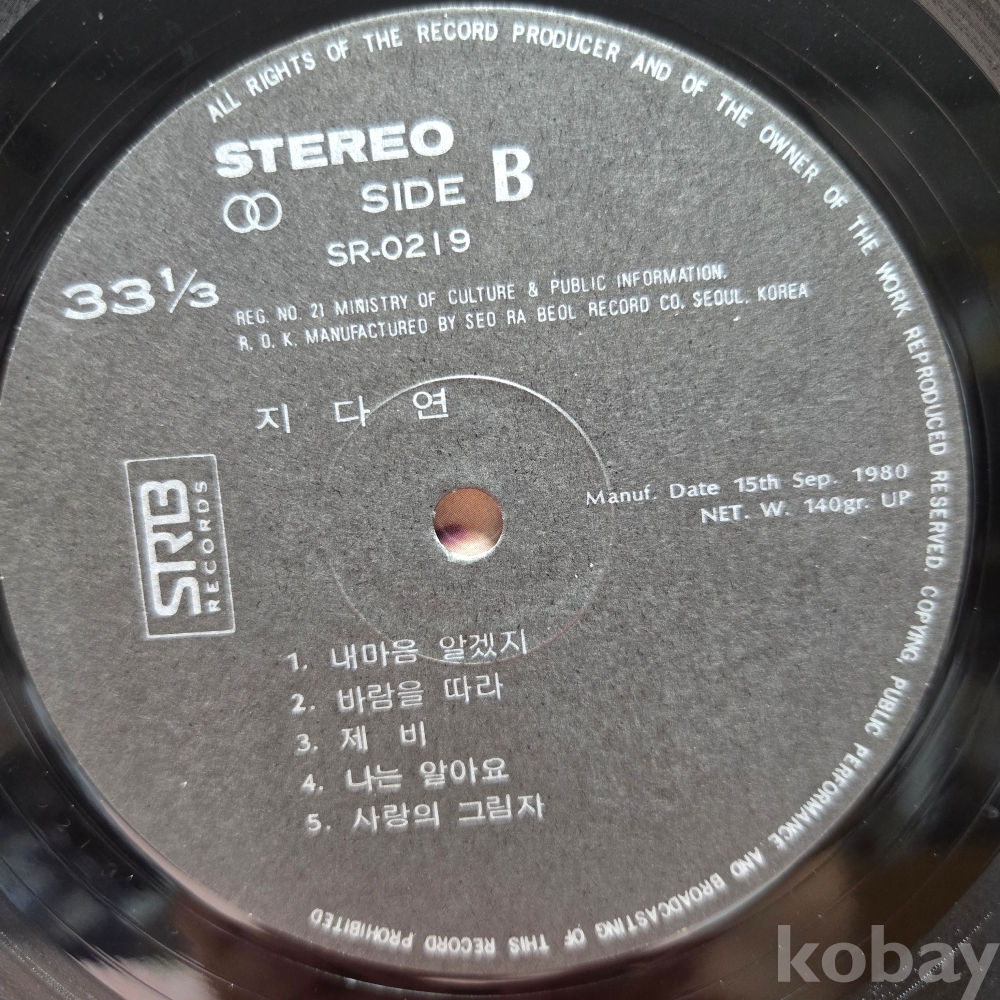 ALL RIGHTS OF THE RECORD PRODUCER AND OF THE OWNER OF THE WORK REPRODUCED RESERVED. COPYING, PUBLIC PERFORMANCE AND BROADCASTING OF THIS RECORD PROHIBITED
STEREO
SIDE B
SR-0219
33⅓
REG. NO. 21 MINISTRY OF CULTURE & PUBLIC INFORMATION.
R. O. K. MANUFACTURED BY SEO RA BEOL RECORD CO. SEOUL. KOREA
지 다 연
Manuf. Date 15th Sep. 1980
NET. W. 140gr. UP
SRB
RECORDS
1. 내마음 알겠지
2. 바람을 따라
3. 제 비
4. 나는 알아요
5. 사랑의 그림자
kobay